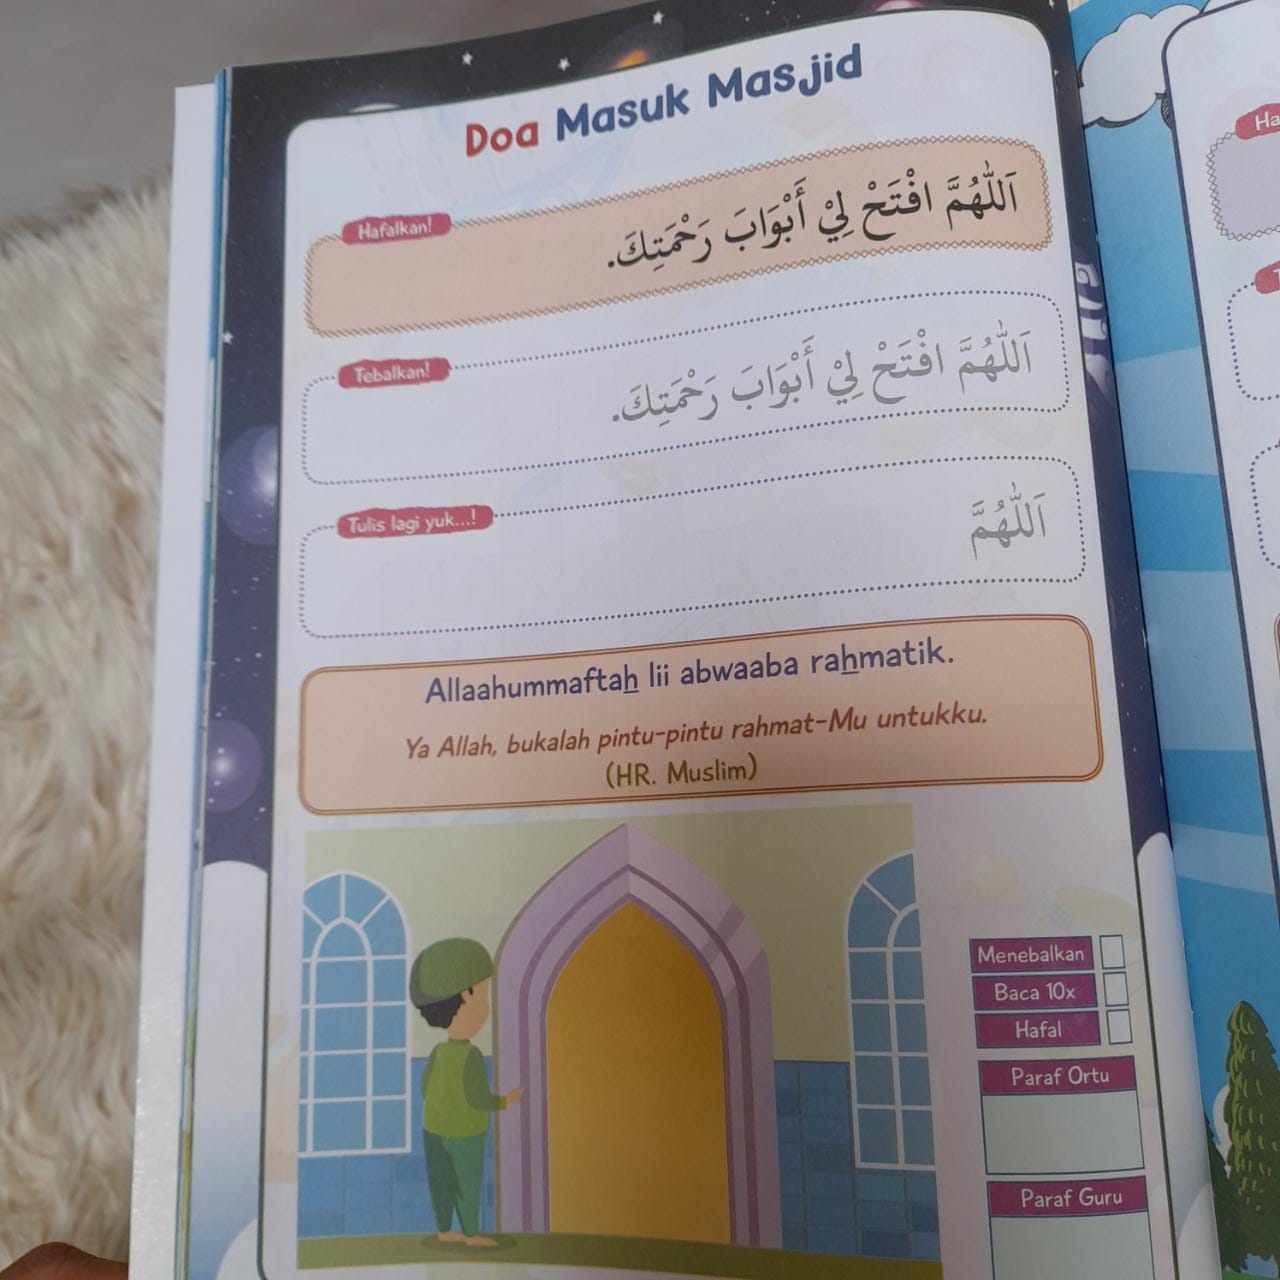 Doa Masuk Masjid
Hafalkan!
اَللّٰهُمَّ افْتَحْ لِيْ أَبْوَابَ رَحْمَتِكَ.
Tebalkan!
اَللّٰهُمَّ افْتَحْ لِيْ أَبْوَابَ رَحْمَتِكَ.
Tulis lagi yuk...!
اَللّٰهُمَّ
Allaahummaftah lii abwaaba rahmatik.
Ya Allah, bukalah pintu-pintu rahmat-Mu untukku.
(HR. Muslim)
Menebalkan
Baca 10x
Hafal
Paraf Ortu
Paraf Guru
Ha